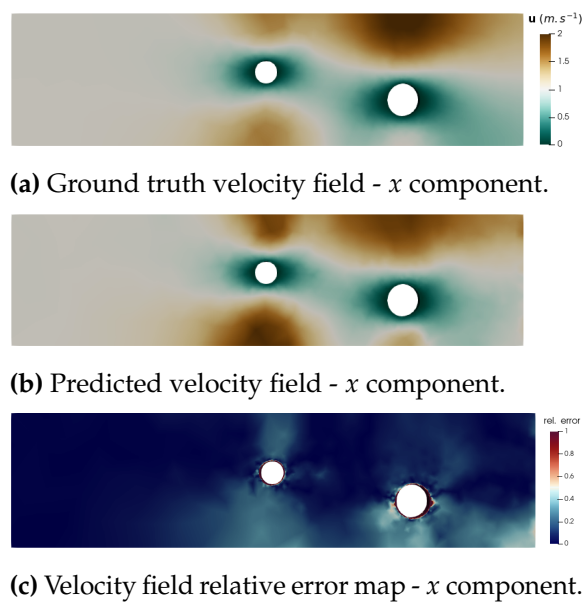 u (m.s⁻¹)
2
1.5
1
0.5
0
(a) Ground truth velocity field - x component.
(b) Predicted velocity field - x component.
rel. error
1
0.8
0.6
0.4
0.2
0
(c) Velocity field relative error map - x component.